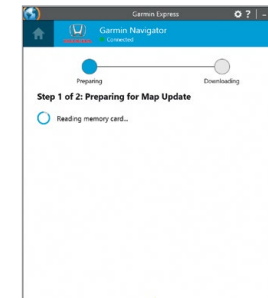 Garmin Express
?
Garmin Navigator
Connected
Preparing
Downloading
Step 1 of 2: Preparing for Map Update
Reading memory card...